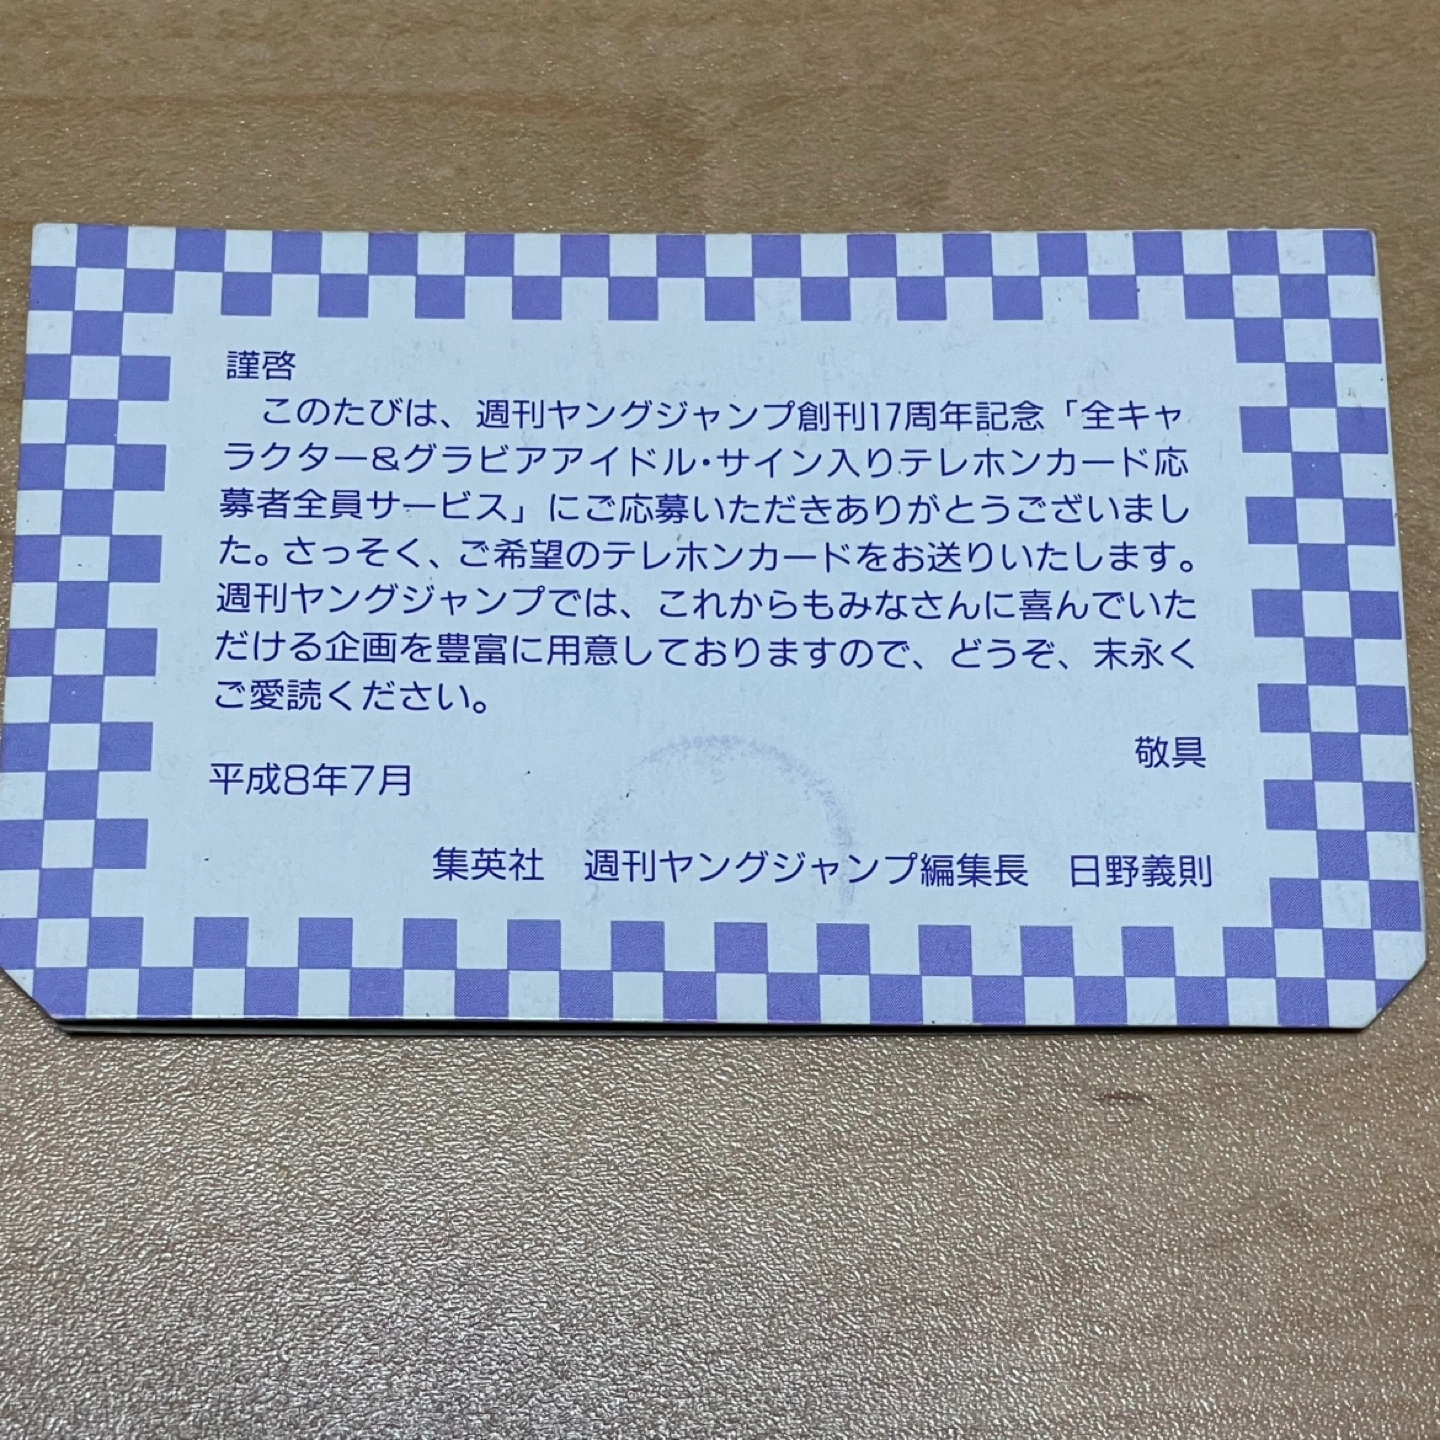 謹啓
　このたびは、週刊ヤングジャンプ創刊17周年記念「全キャ
ラクター&グラビアアイドル・サイン入りテレホンカード応
募者全員サービス」にご応募いただきありがとうございまし
た。さっそく、ご希望のテレホンカードをお送りいたします。
週刊ヤングジャンプでは、これからもみなさんに喜んでいた
だける企画を豊富に用意しておりますので、どうぞ、末永く
ご愛読ください。
敬具
平成8年7月
集英社　週刊ヤングジャンプ編集長　日野義則